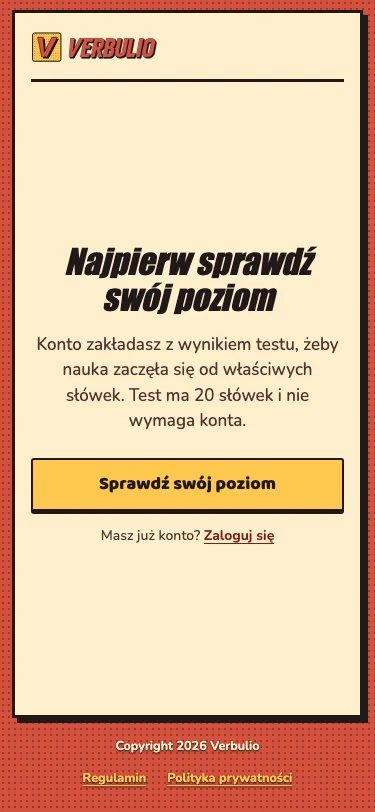 V VERBULIO
Najpierw sprawdź
swój poziom
Konto zakładasz z wynikiem testu, żeby
nauka zaczęła się od właściwych
słówek. Test ma 20 słówek i nie
wymaga konta.
Sprawdź swój poziom
Masz już konto? Zaloguj się
Copyright 2026 Verbulio
Regulamin Polityka prywatności